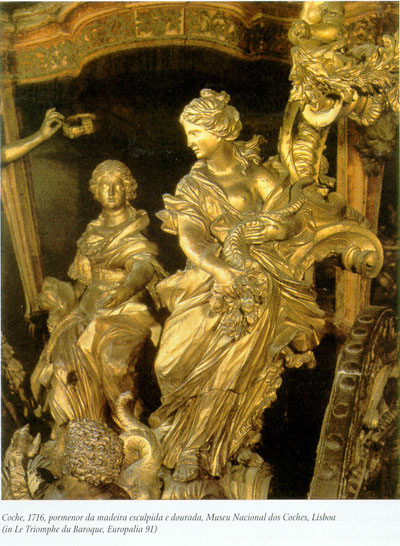 Coche, 1716, pormenor da madeira esculpida e dourada, Museu Nacional dos Coches, Lisboa
(in Le Triomphe du Baroque, Europalia 91)